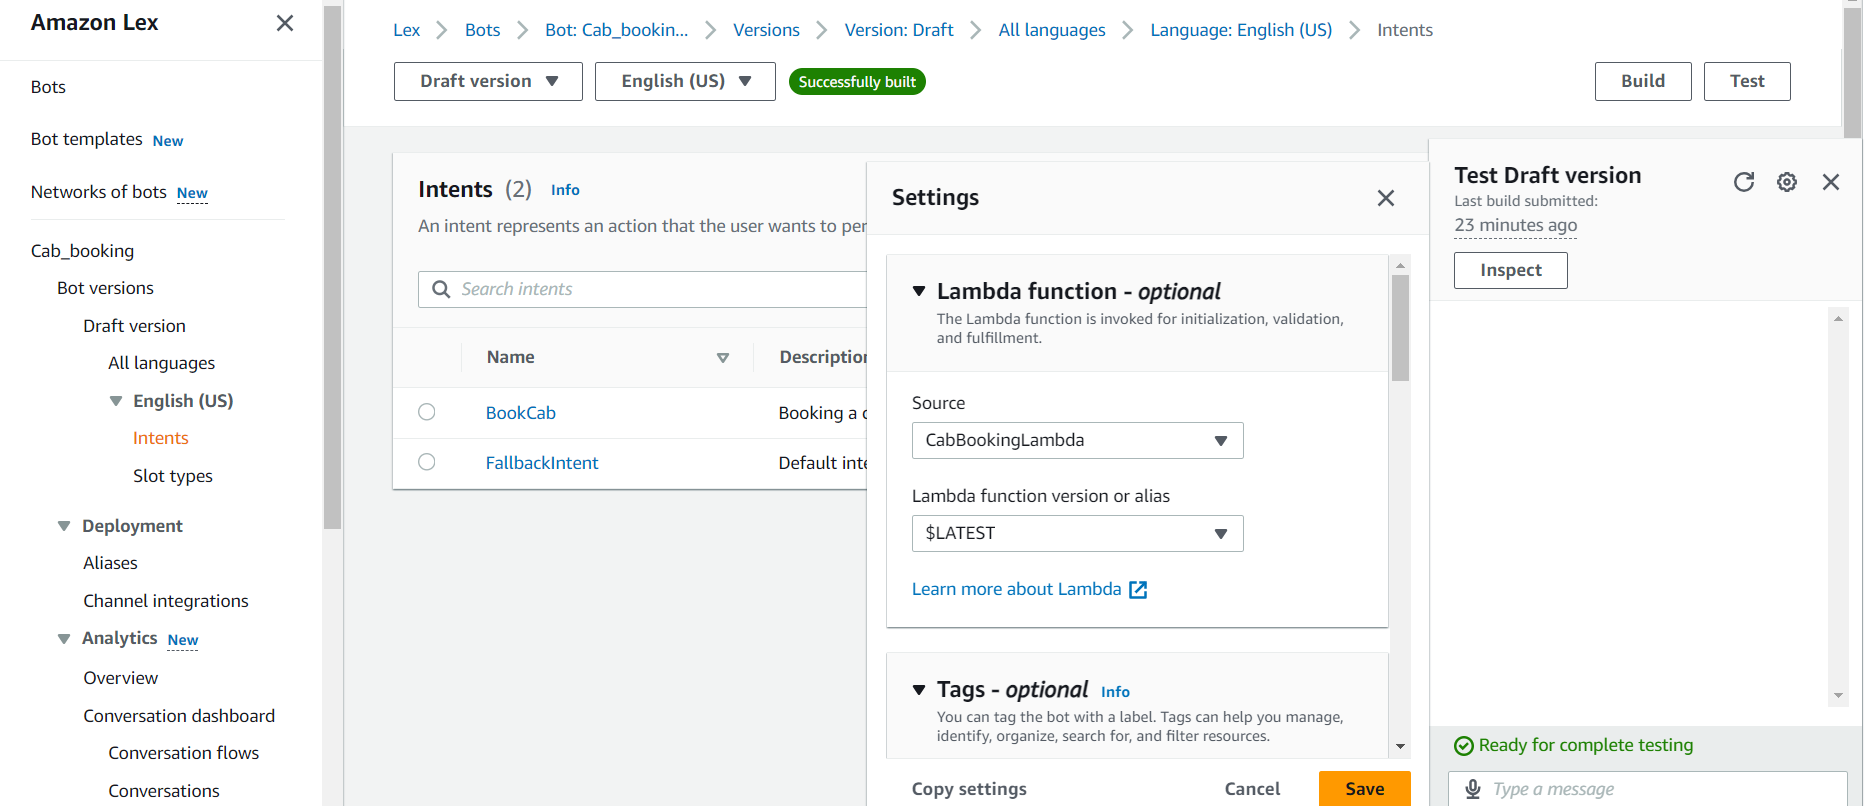 Amazon Lex
Bots
Bot templates New
Networks of bots New
Cab_booking
Bot versions
Draft version
All languages
English (US)
Intents
Slot types
Deployment
Aliases
Channel integrations
Analytics New
Overview
Conversation dashboard
Conversation flows
Conversations
Lex Bots Bot: Cab_bookin... Versions Version: Draft All languages Language: English (US) Intents
Draft version English (US) Successfully built Build Test
Intents (2) Info
An intent represents an action that the user wants to per
Search intents
Name Description
BookCab Booking a c
FallbackIntent Default inte
Settings
Lambda function - optional
The Lambda function is invoked for initialization, validation,
and fulfillment.
Source
CabBookingLambda
Lambda function version or alias
$LATEST
Learn more about Lambda
Tags - optional Info
You can tag the bot with a label. Tags can help you manage,
identify, organize, search for, and filter resources.
Copy settings Cancel Save
Test Draft version
Last build submitted:
23 minutes ago
Inspect
Ready for complete testing
Type a message